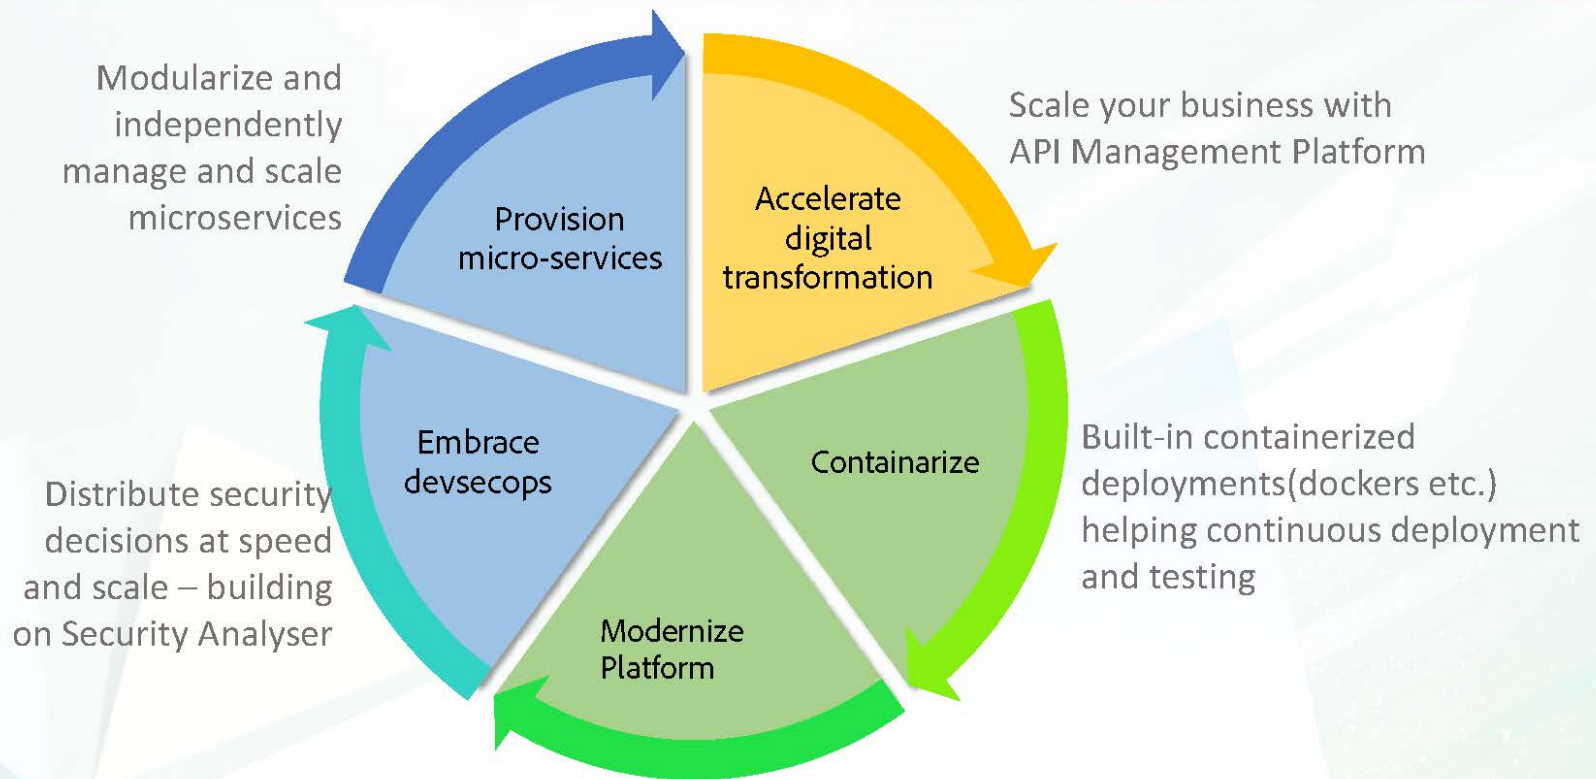 Modularize and
independently
manage and scale
microservices
Provision
micro-services
Accelerate
digital
transformation
Scale your business with
API Management Platform
Embrace
devsecops
Containarize
Built-in containerized
deployments(dockers etc.)
helping continuous deployment
and testing
Distribute security
decisions at speed
and scale – building
on Security Analyser
Modernize
Platform